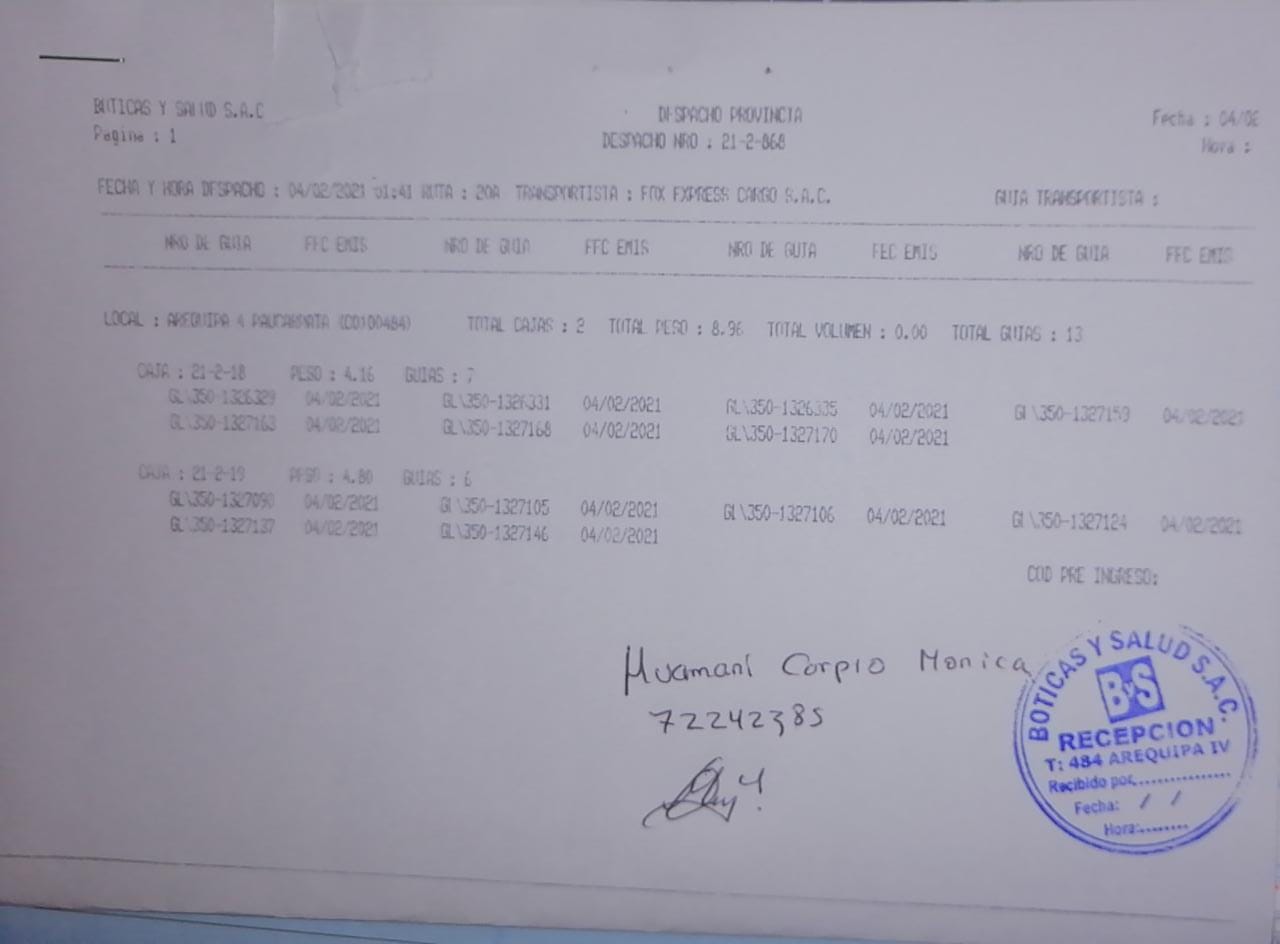 BOTICAS Y SALUD S.A.C DESPACHO PROVINCIA Fecha : 04/02
Pagina : 1 DESPACHO NRO : 21-2-868 Hora :
FECHA Y HORA DESPACHO : 04/02/2021 01:41 RUTA : 20A TRANSPORTISTA : FOX EXPRESS CARGO S.A.C. GUIA TRANSPORTISTA :
NRO DE GUIA FEC EMIS NRO DE GUIA FEC EMIS NRO DE GUIA FEC EMIS NRO DE GUIA FEC EMIS
LOCAL : AREQUIPA 4 PAUCARPATA (CO100484) TOTAL CAJAS : 2 TOTAL PESO : 8.96 TOTAL VOLUMEN : 0.00 TOTAL GUIAS : 13
CAJA : 21-2-18 PESO : 4.16 GUIAS : 7
GL\350-1326329 04/02/2021 GL\350-1326331 04/02/2021 GL\350-1326335 04/02/2021 GL\350-1327159 04/02/2021
GL\350-1327163 04/02/2021 GL\350-1327168 04/02/2021 GL\350-1327170 04/02/2021
CAJA : 21-2-19 PESO : 4.80 GUIAS : 6
GL\350-1327090 04/02/2021 GL\350-1327105 04/02/2021 GL\350-1327106 04/02/2021 GL\350-1327124 04/02/2021
GL\350-1327137 04/02/2021 GL\350-1327146 04/02/2021
COD PRE INGRESO:
Huamaní Corpio Monica
72242385
BOTICAS Y SALUD S.A.C.
ByS
RECEPCION
T: 484 AREQUIPA IV
Recibido por................
Fecha: / /
Hora:........